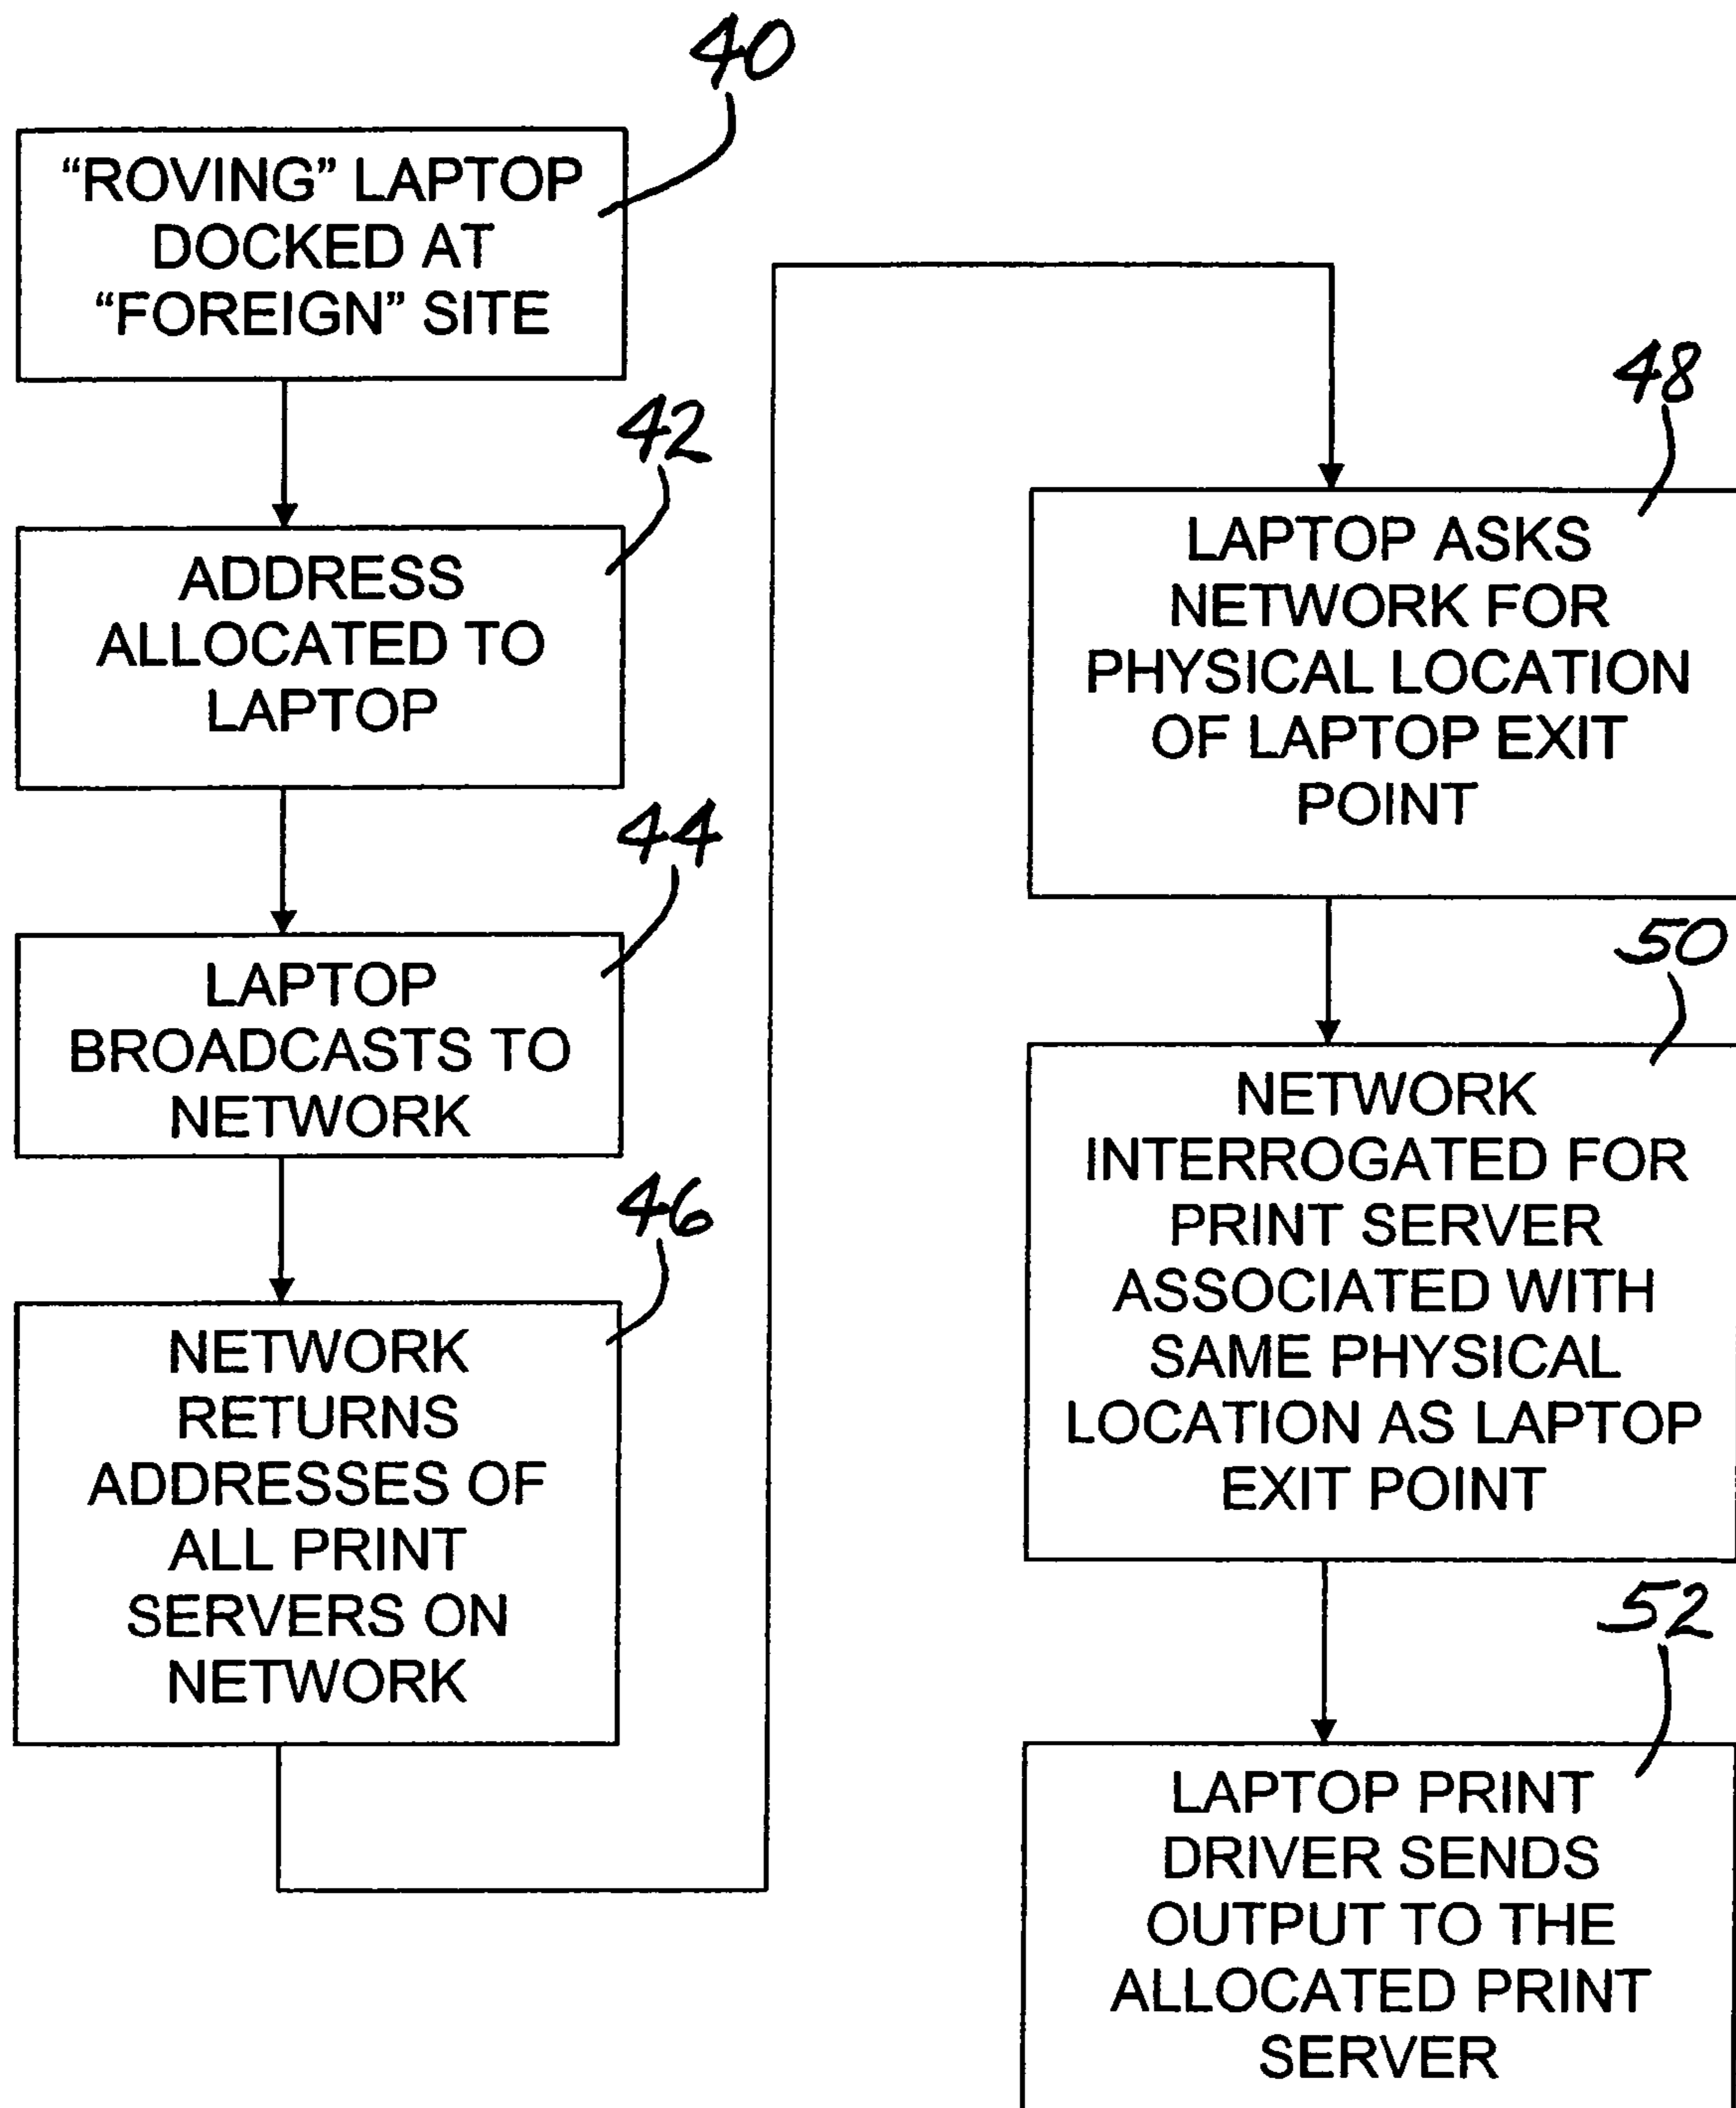 40
“ROVING” LAPTOP
DOCKED AT
“FOREIGN” SITE
42
ADDRESS
ALLOCATED TO
LAPTOP
44
LAPTOP
BROADCASTS TO
NETWORK
46
NETWORK
RETURNS
ADDRESSES OF
ALL PRINT
SERVERS ON
NETWORK
48
LAPTOP ASKS
NETWORK FOR
PHYSICAL LOCATION
OF LAPTOP EXIT
POINT
50
NETWORK
INTERROGATED FOR
PRINT SERVER
ASSOCIATED WITH
SAME PHYSICAL
LOCATION AS LAPTOP
EXIT POINT
52
LAPTOP PRINT
DRIVER SENDS
OUTPUT TO THE
ALLOCATED PRINT
SERVER